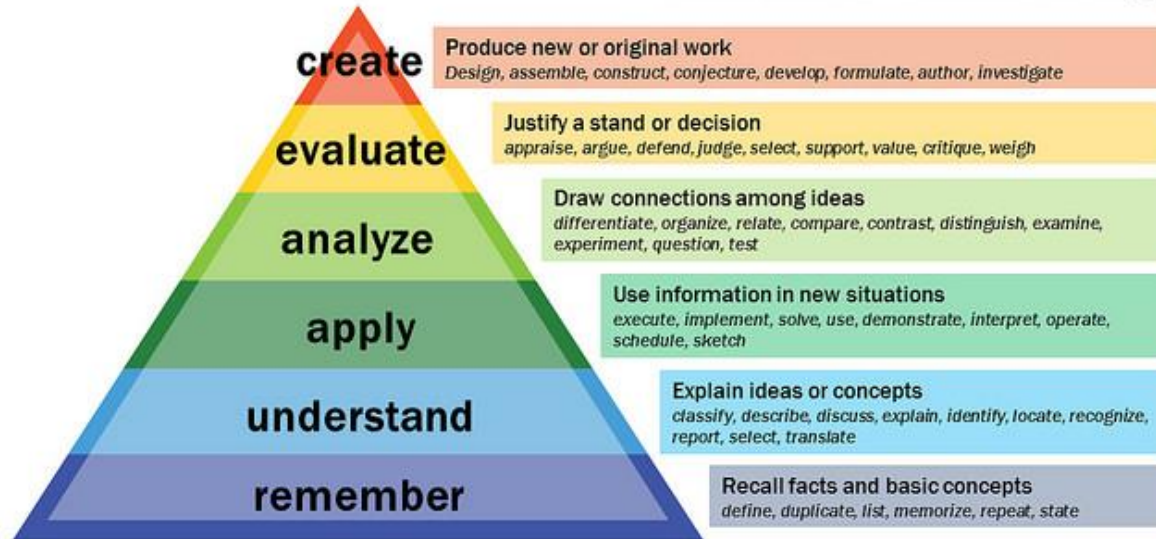 create
Produce new or original work
Design, assemble, construct, conjecture, develop, formulate, author, investigate
evaluate
Justify a stand or decision
appraise, argue, defend, judge, select, support, value, critique, weigh
analyze
Draw connections among ideas
differentiate, organize, relate, compare, contrast, distinguish, examine,
experiment, question, test
apply
Use information in new situations
execute, implement, solve, use, demonstrate, interpret, operate,
schedule, sketch
understand
Explain ideas or concepts
classify, describe, discuss, explain, identify, locate, recognize,
report, select, translate
remember
Recall facts and basic concepts
define, duplicate, list, memorize, repeat, state